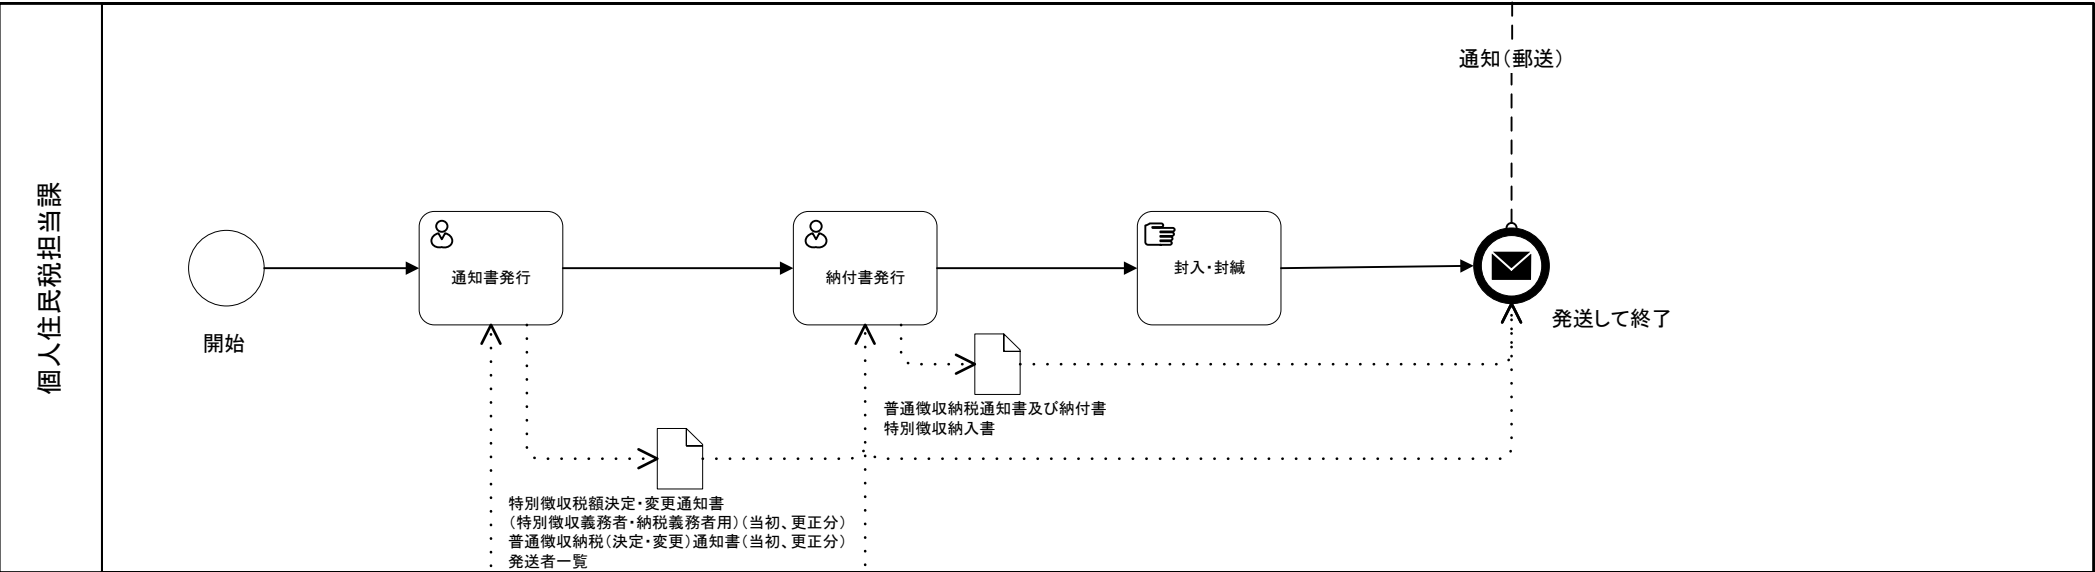 個人住民税担当課
通知（郵送）
開始
通知書発行
納付書発行
封入・封緘
発送して終了
普通徴収納税通知書及び納付書
特別徴収納入書
特別徴収税額決定・変更通知書
（特別徴収義務者・納税義務者用）（当初、更正分）
普通徴収納税（決定・変更）通知書（当初、更正分）
発送者一覧